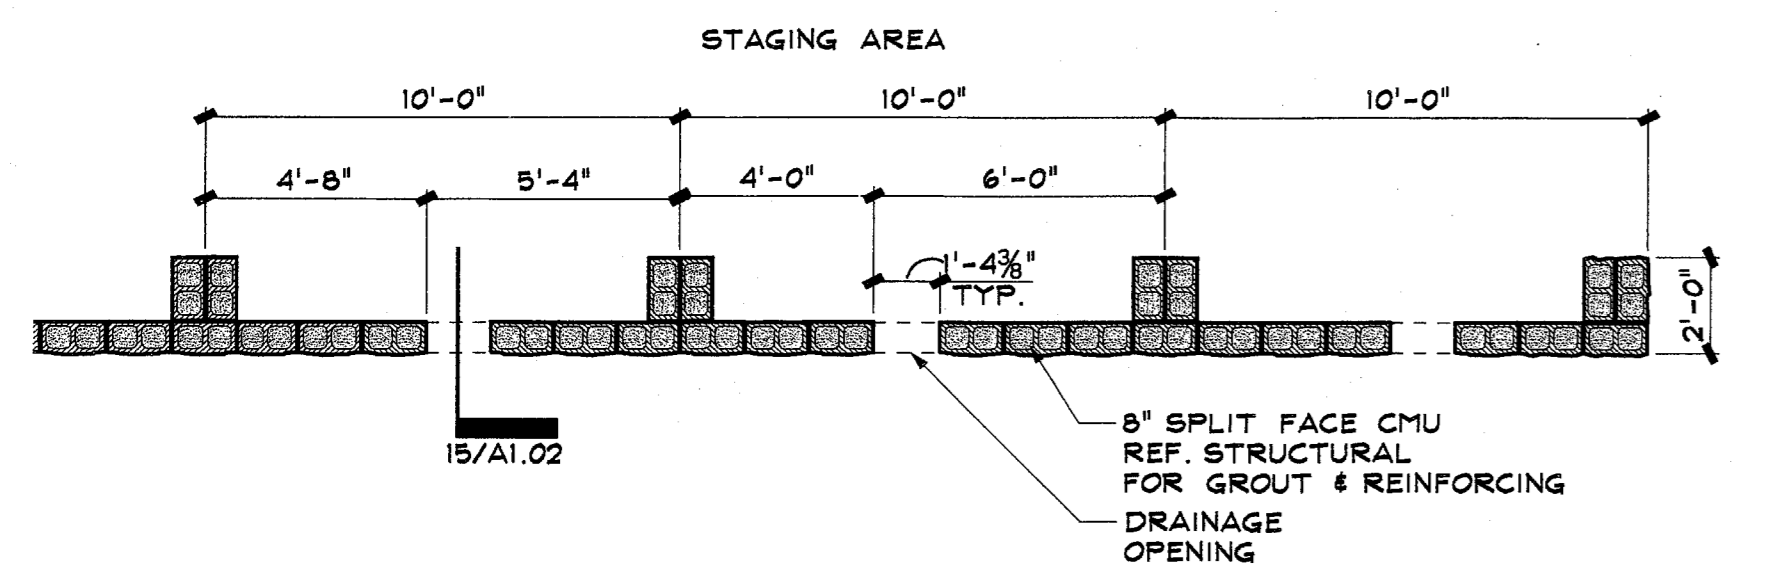 STAGING AREA
10'-0" 10'-0" 10'-0"
4'-8" 5'-4" 4'-0" 6'-0"
1'-4⅜"
TYP.
2'-0"
15/A1.02
8" SPLIT FACE CMU
REF. STRUCTURAL
FOR GROUT & REINFORCING
DRAINAGE
OPENING